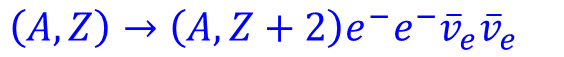 (A, Z) → (A, Z + 2)e⁻e⁻ν̄ₑν̄ₑ